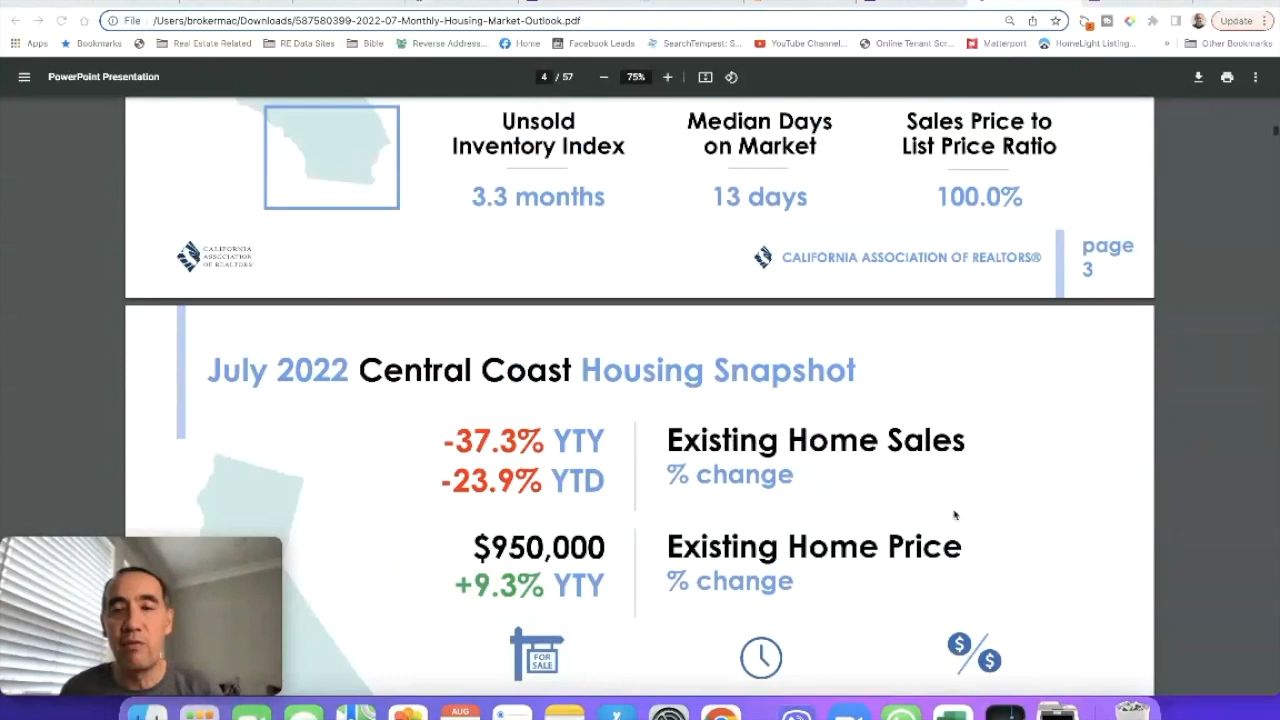 File
/Users/brokermac/Downloads/587580399-2022-07-Monthly-Housing-Market-Outlook.pdf
Update
Apps
Bookmarks
Real Estate Related
RE Data Sites
Bible
Reverse Address...
Home
Facebook Leads
SearchTempest: S...
YouTube Channel...
Online Tenant Scr...
Matterport
HomeLight Listing...
»
Other Bookmarks
PowerPoint Presentation
4 / 57
75%
Unsold
Inventory Index
3.3 months
Median Days
on Market
13 days
Sales Price to
List Price Ratio
100.0%
CALIFORNIA
ASSOCIATION
OF REALTORS®
CALIFORNIA ASSOCIATION OF REALTORS®
page
3
July 2022 Central Coast Housing Snapshot
-37.3% YTY
-23.9% YTD
Existing Home Sales
% change
$950,000
+9.3% YTY
Existing Home Price
% change
FOR
SALE
$/$
AUG